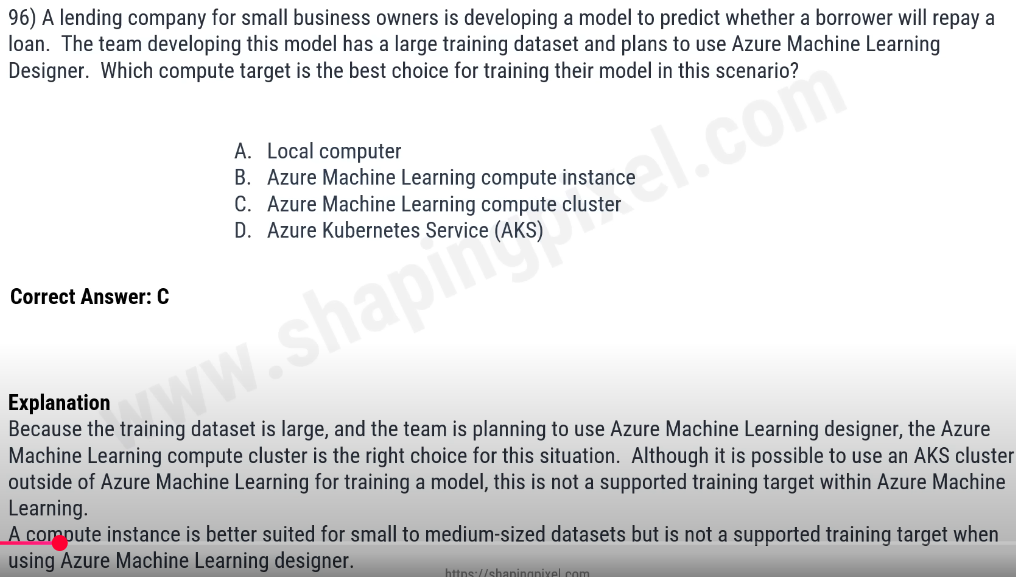 96) A lending company for small business owners is developing a model to predict whether a borrower will repay a
loan. The team developing this model has a large training dataset and plans to use Azure Machine Learning
Designer. Which compute target is the best choice for training their model in this scenario?
A. Local computer
B. Azure Machine Learning compute instance
C. Azure Machine Learning compute cluster
D. Azure Kubernetes Service (AKS)
www.shapingpixel.com
Correct Answer: C
Explanation
Because the training dataset is large, and the team is planning to use Azure Machine Learning designer, the Azure
Machine Learning compute cluster is the right choice for this situation. Although it is possible to use an AKS cluster
outside of Azure Machine Learning for training a model, this is not a supported training target within Azure Machine
Learning.
A compute instance is better suited for small to medium-sized datasets but is not a supported training target when
using Azure Machine Learning designer.
https://shapingpixel.com